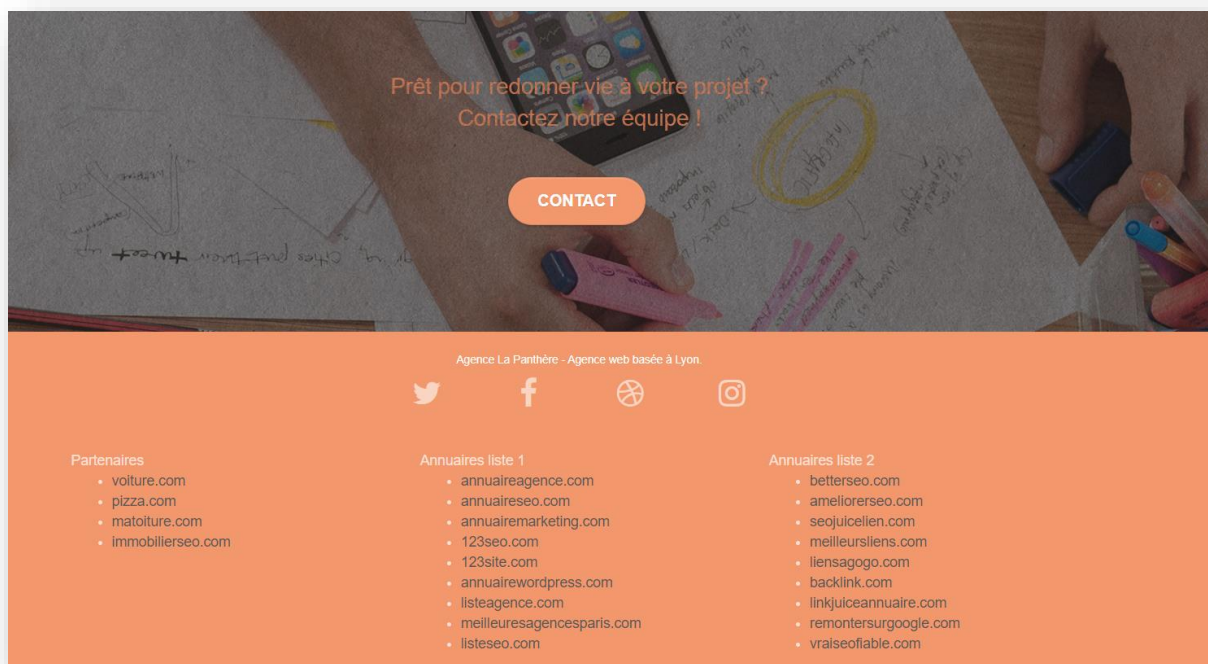 Prêt pour redonner vie à votre projet ?
Contactez notre équipe !
CONTACT
tweet
Agence La Panthère - Agence web basée à Lyon.
Partenaires
voiture.com
pizza.com
matoiture.com
immobilierseo.com
Annuaires liste 1
annuaireagence.com
annuaireseo.com
annuairemarketing.com
123seo.com
123site.com
annuairewordpress.com
listeagence.com
meilleuresagencesparis.com
listeseo.com
Annuaires liste 2
betterseo.com
ameliorerseo.com
seojuicelien.com
meilleursliens.com
liensagogo.com
backlink.com
linkjuiceannuaire.com
remontersurgoogle.com
vraiseofiable.com